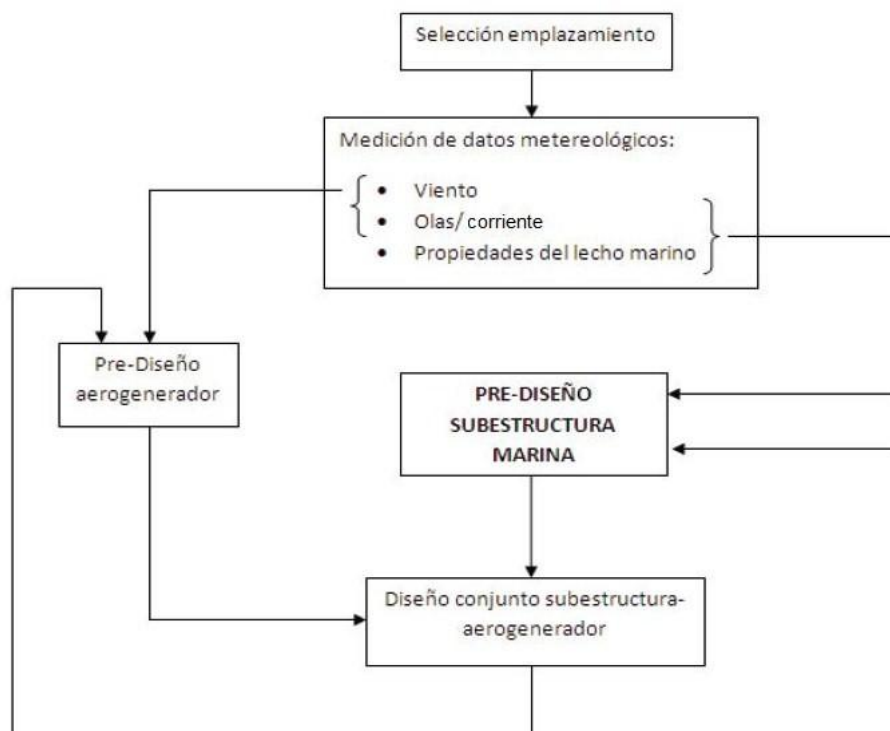 Selección emplazamiento
Medición de datos metereológicos:
• Viento
• Olas/ corriente
• Propiedades del lecho marino
Pre-Diseño
aerogenerador
PRE-DISEÑO
SUBESTRUCTURA
MARINA
Diseño conjunto subestructura-
aerogenerador